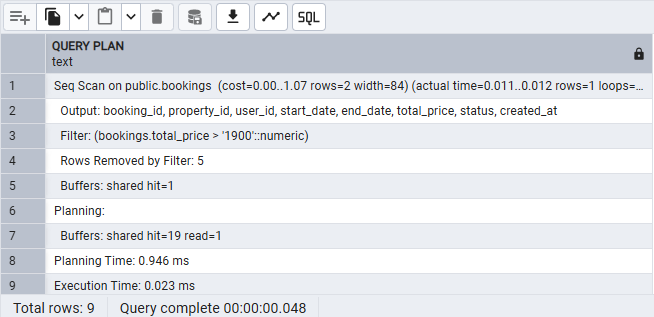 SQL
QUERY PLAN
text
1 Seq Scan on public.bookings (cost=0.00..1.07 rows=2 width=84) (actual time=0.011..0.012 rows=1 loops=...
2 Output: booking_id, property_id, user_id, start_date, end_date, total_price, status, created_at
3 Filter: (bookings.total_price > '1900'::numeric)
4 Rows Removed by Filter: 5
5 Buffers: shared hit=1
6 Planning:
7 Buffers: shared hit=19 read=1
8 Planning Time: 0.946 ms
9 Execution Time: 0.023 ms
Total rows: 9 Query complete 00:00:00.048